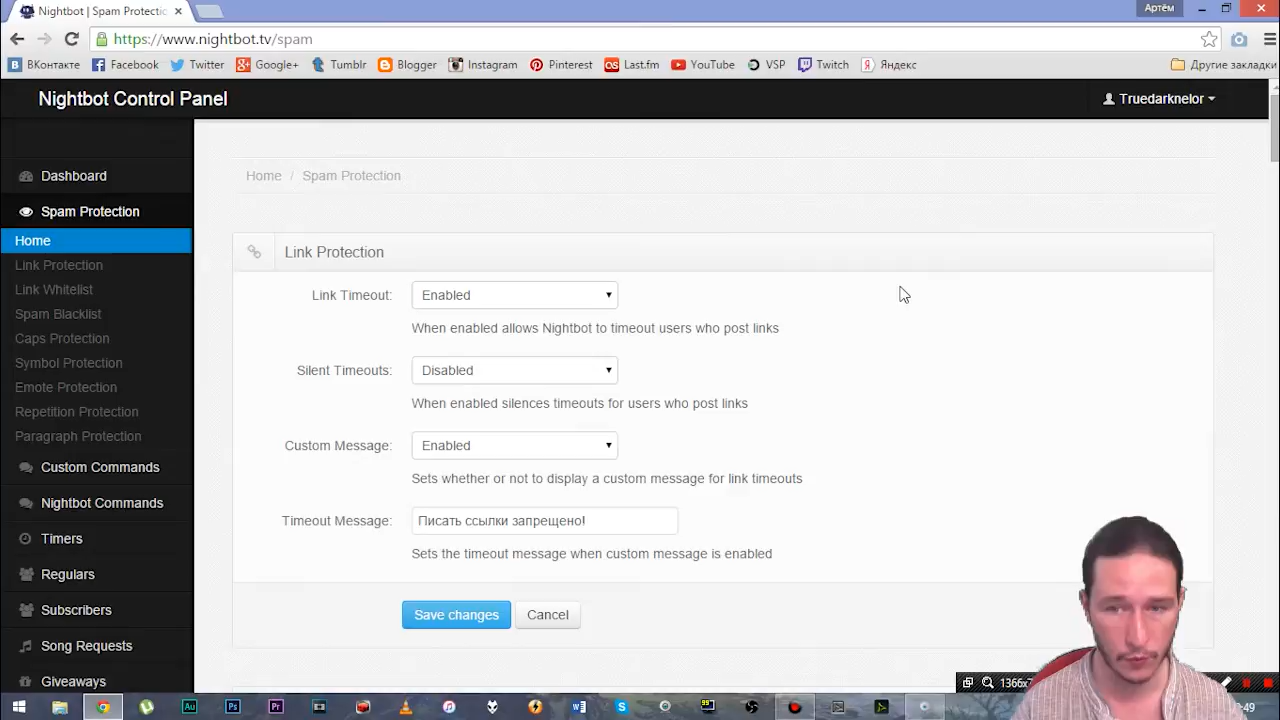 Nightbot | Spam Protectio
Артём
https://www.nightbot.tv/spam
ВКонтакте Facebook Twitter Google+ Tumblr Blogger Instagram Pinterest Last.fm YouTube VSP Twitch Яндекс Другие закладки
Nightbot Control Panel
Truedarknelor
Dashboard
Spam Protection
Home
Link Protection
Link Whitelist
Spam Blacklist
Caps Protection
Symbol Protection
Emote Protection
Repetition Protection
Paragraph Protection
Custom Commands
Nightbot Commands
Timers
Regulars
Subscribers
Song Requests
Giveaways
Home / Spam Protection
Link Protection
Link Timeout: Enabled
When enabled allows Nightbot to timeout users who post links
Silent Timeouts: Disabled
When enabled silences timeouts for users who post links
Custom Message: Enabled
Sets whether or not to display a custom message for link timeouts
Timeout Message: Писать ссылки запрещено!
Sets the timeout message when custom message is enabled
Save changes Cancel